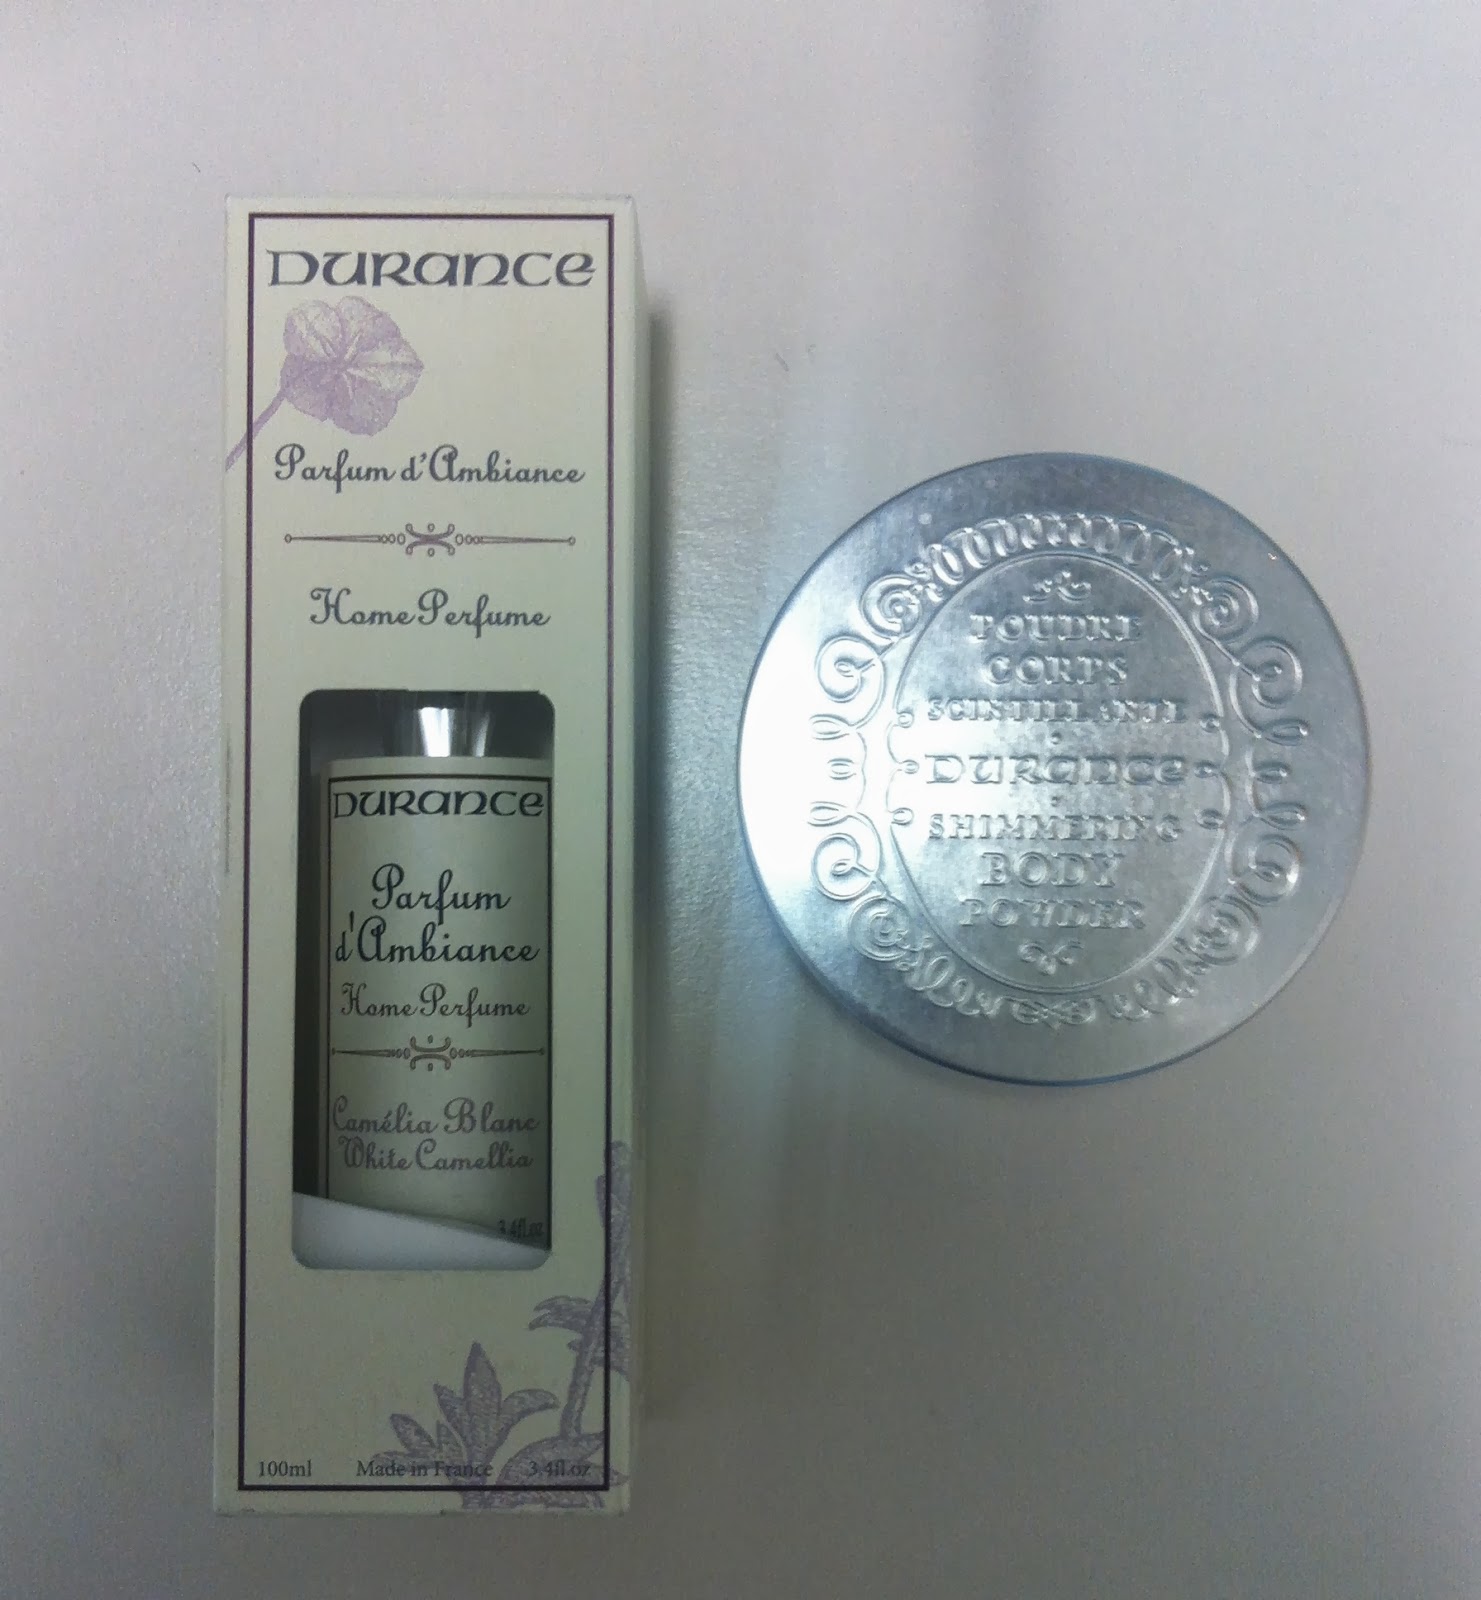 DURANCE
Parfum d'Ambiance
Home Perfume
DURANCE
Parfum
d'Ambiance
Home Perfume
Camélia Blanc
White Camellia
3.4fl.oz
100ml Made in France 3.4fl.oz
POUDRE
CORPS
SCINTILLANTE
DURANCE
SHIMMERING
BODY
POWDER